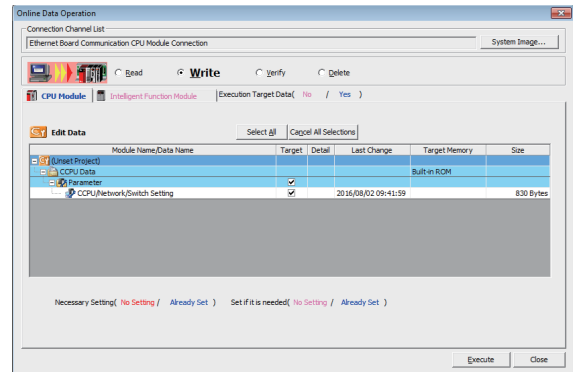 Online Data Operation
Connection Channel List
Ethernet Board Communication CPU Module Connection
System Image...
Read Write Verify Delete
CPU Module Intelligent Function Module Execution Target Data( No / Yes )
Edit Data Select All Cancel All Selections
Module Name/Data Name Target Detail Last Change Target Memory Size
(Unset Project)
CCPU Data Built-in ROM
Parameter
CCPU/Network/Switch Setting 2016/08/02 09:41:59 830 Bytes
Necessary Setting( No Setting / Already Set ) Set if it is needed( No Setting / Already Set )
Execute Close